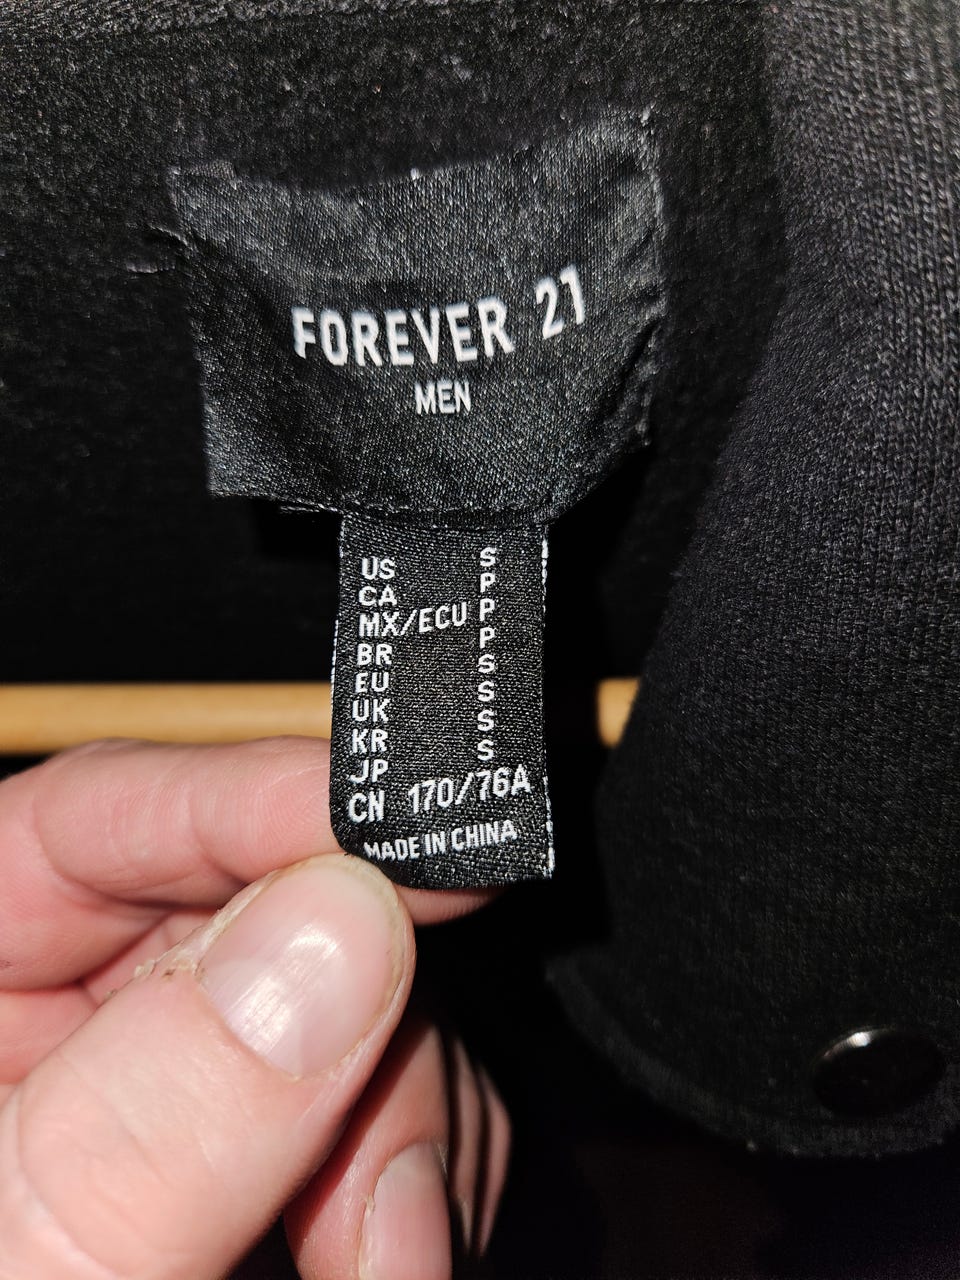 FOREVER 21
MEN
US S
CA P
MX/ECU P
BR P
EU S
UK S
KR S
JP S
CN 170/76A
MADE IN CHINA